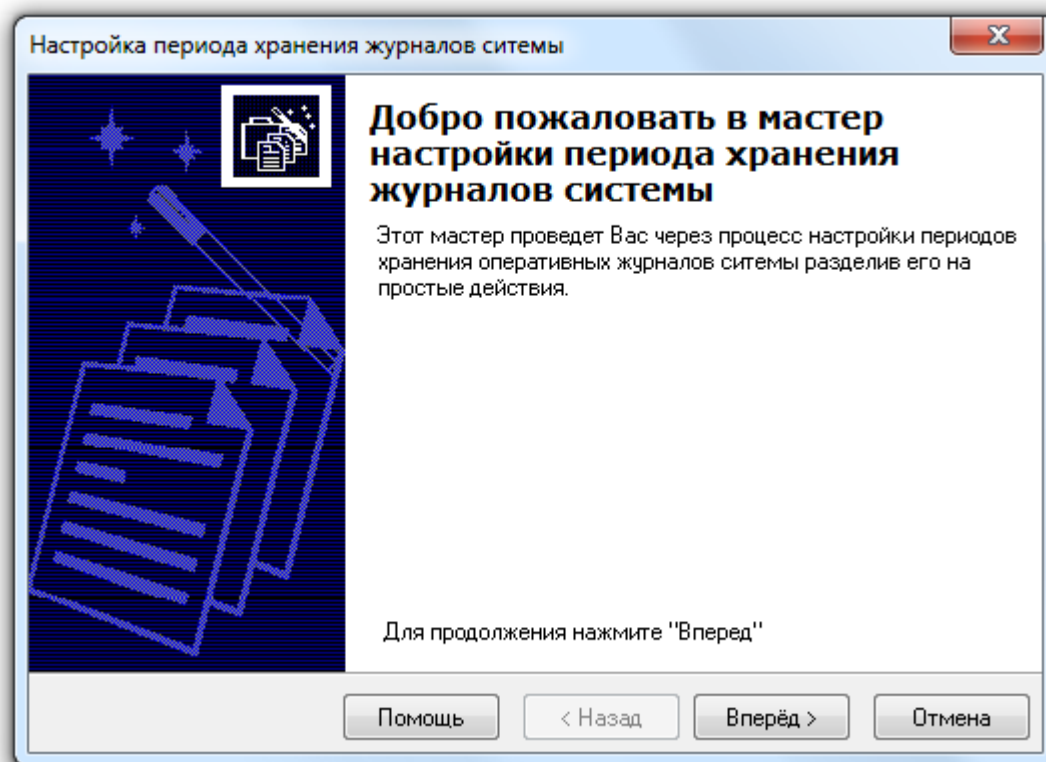 Настройка периода хранения журналов ситемы
Добро пожаловать в мастер
настройки периода хранения
журналов системы
Этот мастер проведет Вас через процесс настройки периодов
хранения оперативных журналов ситемы разделив его на
простые действия.
Для продолжения нажмите "Вперед"
Помощь < Назад Вперёд > Отмена